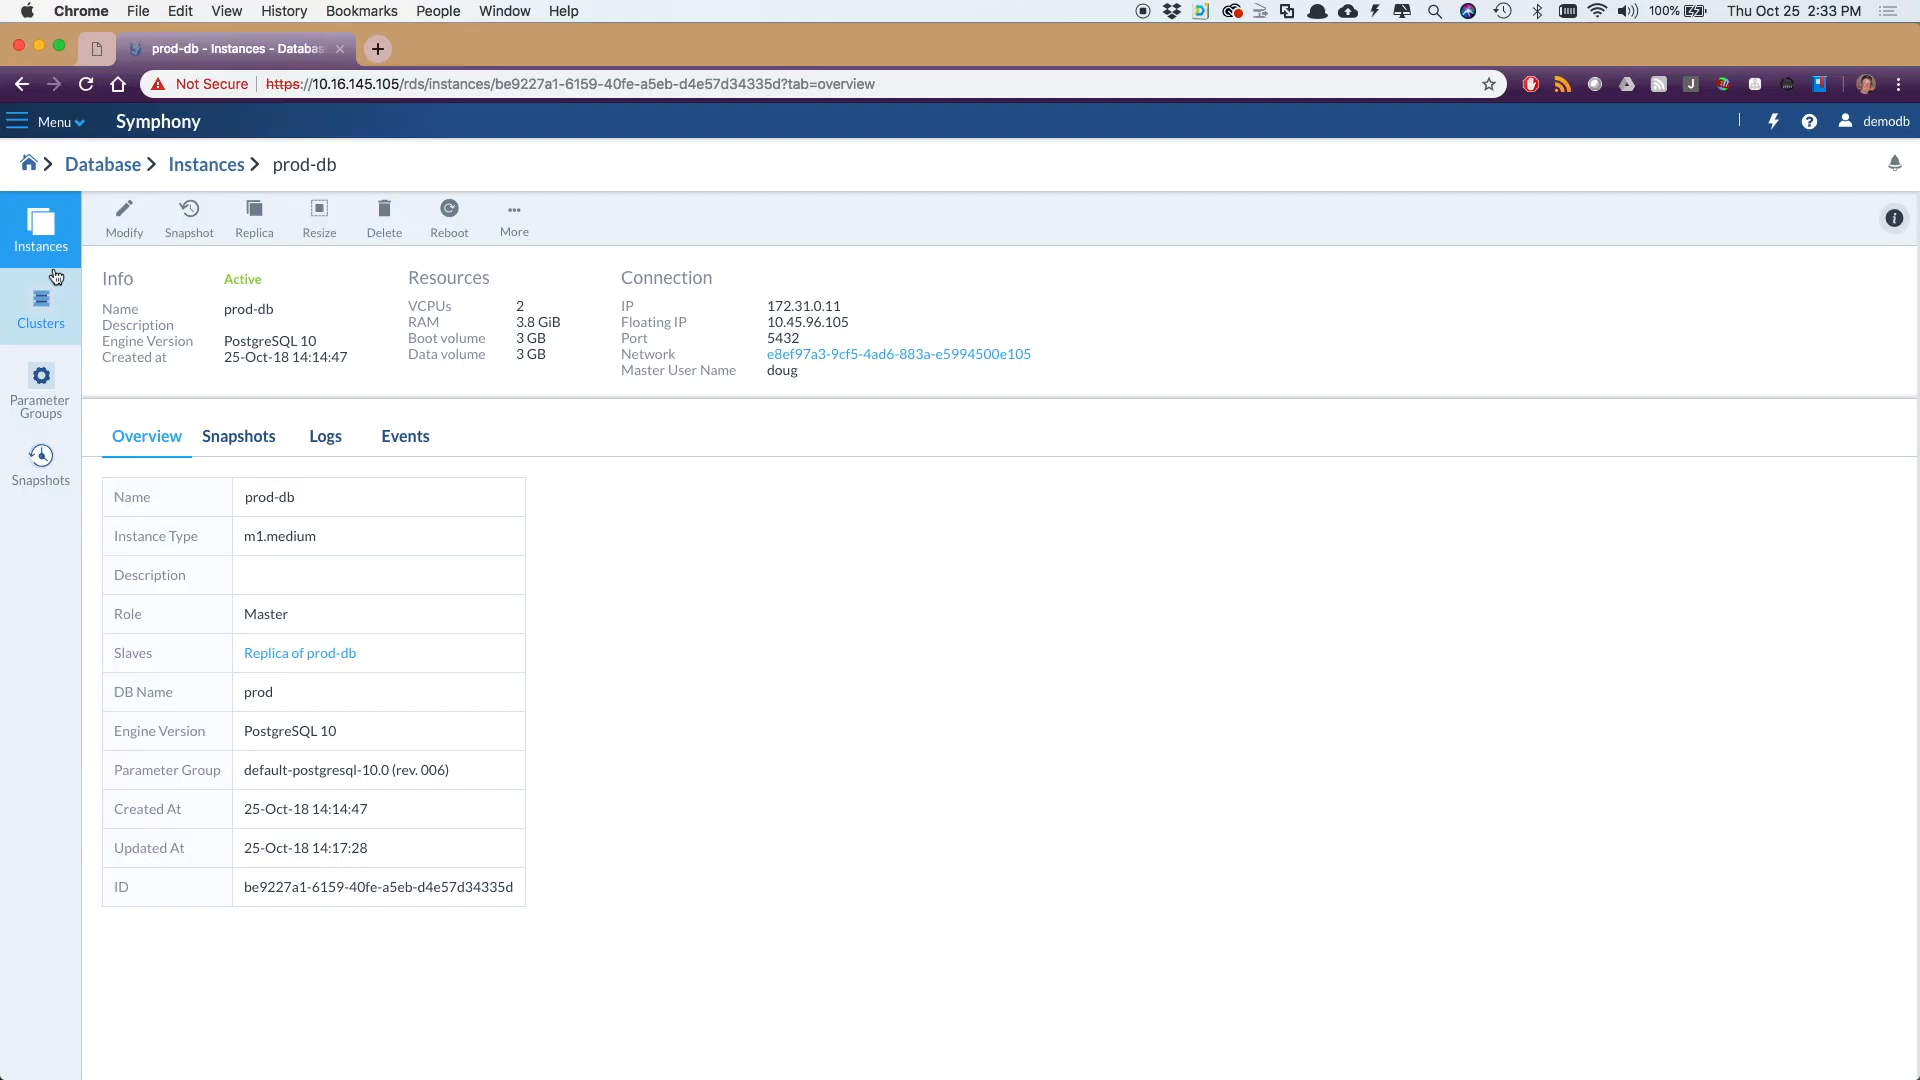 Chrome File Edit View History Bookmarks People Window Help 100% Thu Oct 25 2:33 PM
prod-db - Instances - Databas
Not Secure https://10.16.145.105/rds/instances/be9227a1-6159-40fe-a5eb-d4e57d34335d?tab=overview
Menu Symphony demodb
Database Instances prod-db
Modify Snapshot Replica Resize Delete Reboot More
Instances
Clusters
Parameter
Groups
Snapshots
Info Active
Name prod-db
Description
Engine Version PostgreSQL 10
Created at 25-Oct-18 14:14:47
Resources
VCPUs 2
RAM 3.8 GiB
Boot volume 3 GB
Data volume 3 GB
Connection
IP 172.31.0.11
Floating IP 10.45.96.105
Port 5432
Network e8ef97a3-9cf5-4ad6-883a-e5994500e105
Master User Name doug
Overview Snapshots Logs Events
Name prod-db
Instance Type m1.medium
Description
Role Master
Slaves Replica of prod-db
DB Name prod
Engine Version PostgreSQL 10
Parameter Group default-postgresql-10.0 (rev. 006)
Created At 25-Oct-18 14:14:47
Updated At 25-Oct-18 14:17:28
ID be9227a1-6159-40fe-a5eb-d4e57d34335d